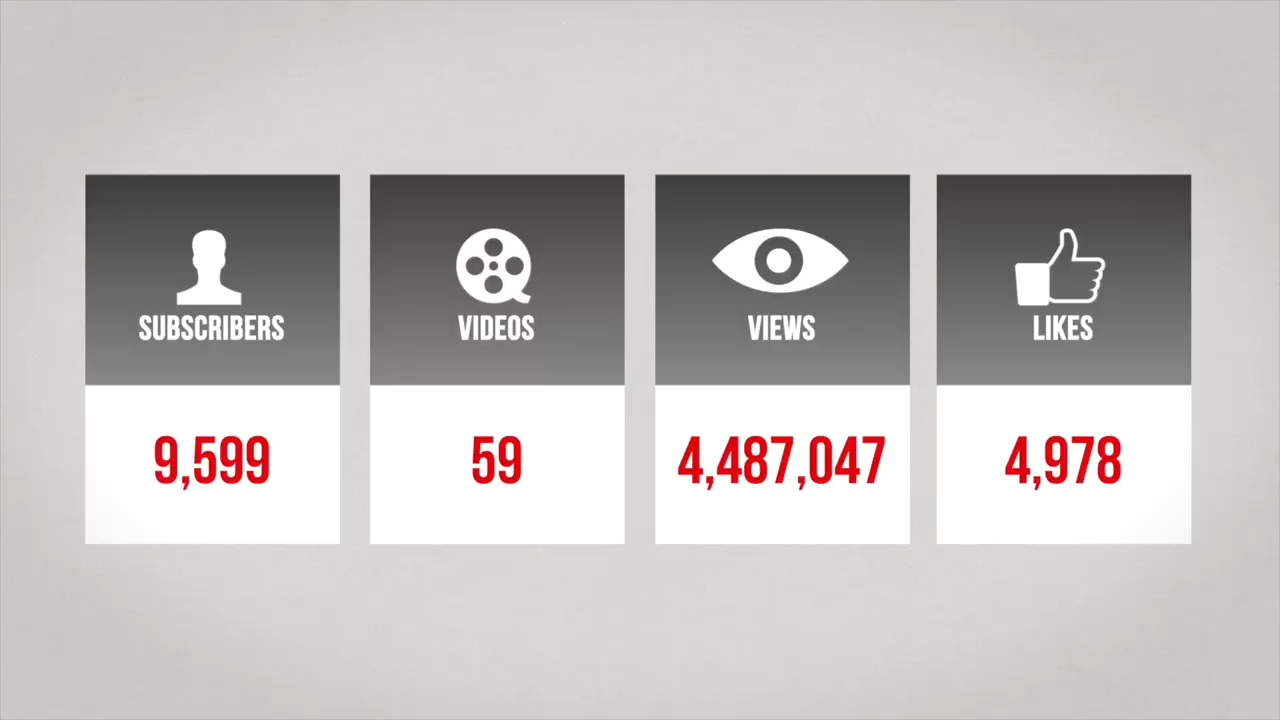 SUBSCRIBERS
9,599
VIDEOS
59
VIEWS
4,487,047
LIKES
4,978